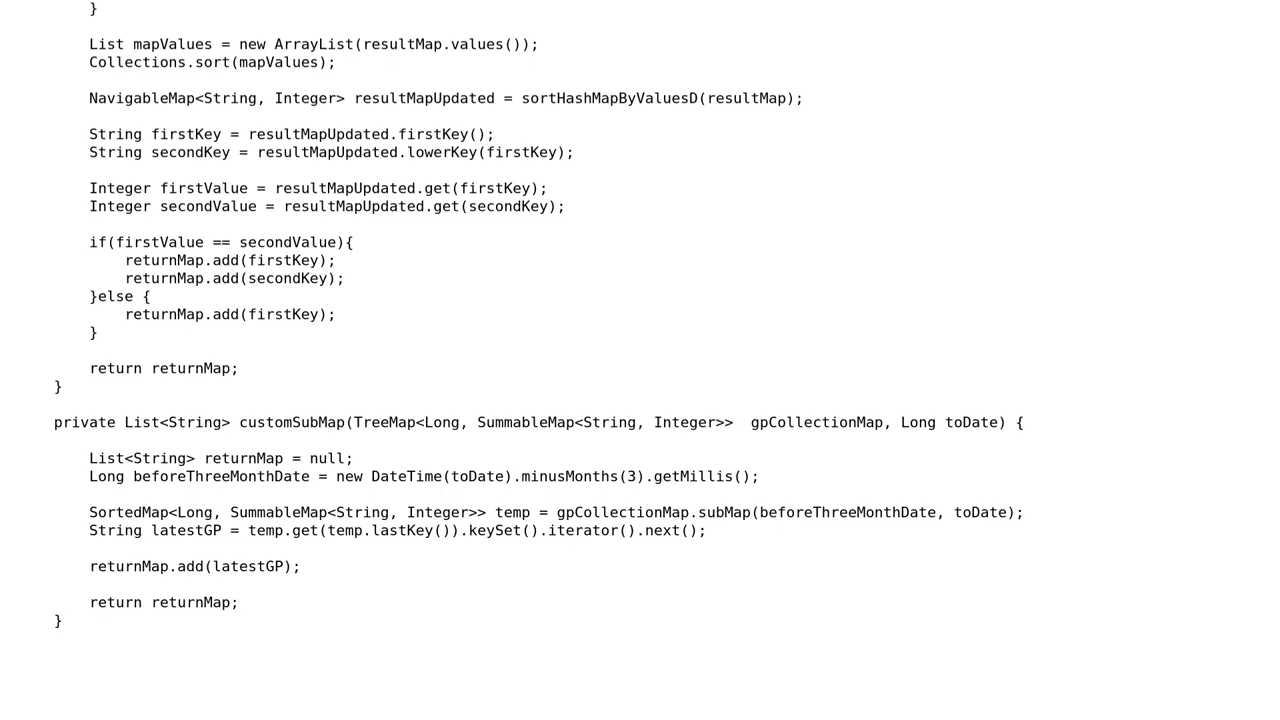 }
List mapValues = new ArrayList(resultMap.values());
Collections.sort(mapValues);
NavigableMap<String, Integer> resultMapUpdated = sortHashMapByValuesD(resultMap);
String firstKey = resultMapUpdated.firstKey();
String secondKey = resultMapUpdated.lowerKey(firstKey);
Integer firstValue = resultMapUpdated.get(firstKey);
Integer secondValue = resultMapUpdated.get(secondKey);
if(firstValue == secondValue){
returnMap.add(firstKey);
returnMap.add(secondKey);
}else {
returnMap.add(firstKey);
}
return returnMap;
}
private List<String> customSubMap(TreeMap<Long, SummableMap<String, Integer>>  gpCollectionMap, Long toDate) {
List<String> returnMap = null;
Long beforeThreeMonthDate = new DateTime(toDate).minusMonths(3).getMillis();
SortedMap<Long, SummableMap<String, Integer>> temp = gpCollectionMap.subMap(beforeThreeMonthDate, toDate);
String latestGP = temp.get(temp.lastKey()).keySet().iterator().next();
returnMap.add(latestGP);
return returnMap;
}